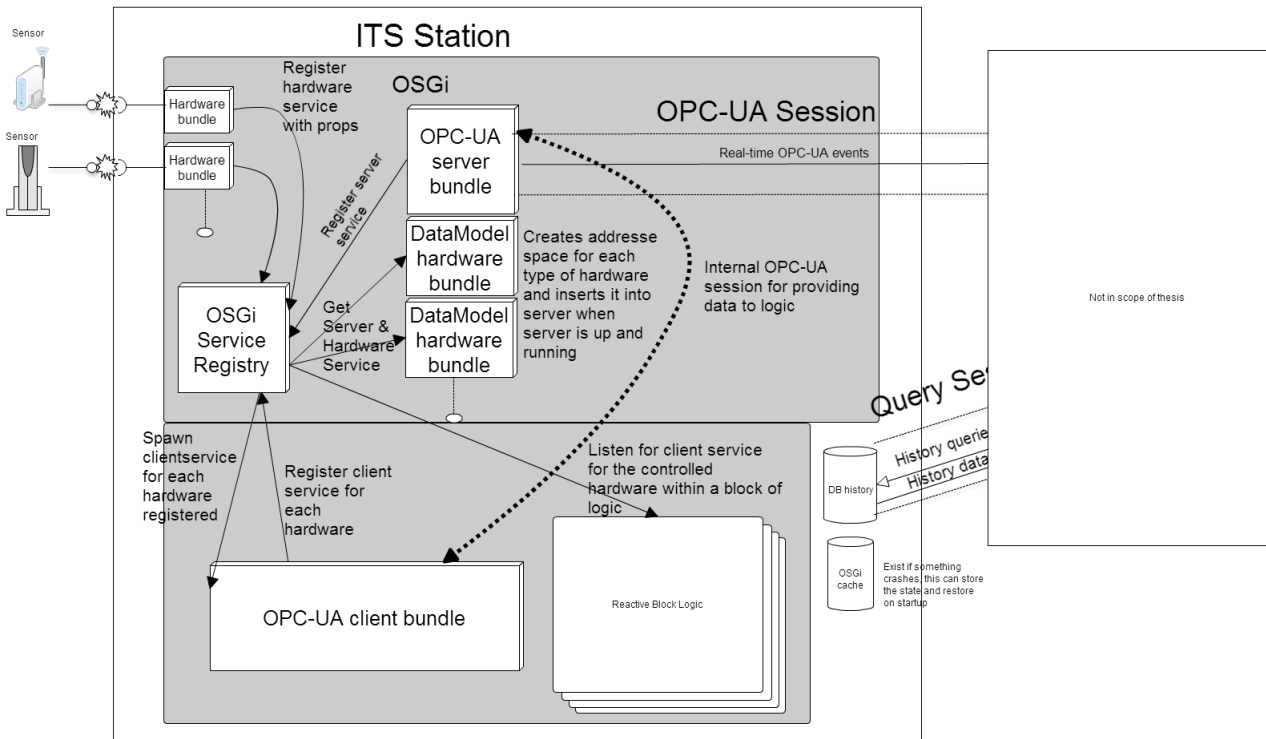 ITS Station
Sensor
Register
hardware
service
with props
OSGi
Hardware
bundle
OPC-UA Session
OPC-UA
server
bundle
Real-time OPC-UA events
Sensor
Hardware
bundle
Register server
service
DataModel
hardware
bundle
Creates addresse
space for each
type of hardware
and inserts it into
server when
server is up and
running
Internal OPC-UA
session for providing
data to logic
Not in scope of thesis
OSGi
Service
Registry
Get
Server &
Hardware
Service
DataModel
hardware
bundle
Query Ses
History querie
History data
DB history
Spawn
clientservice
for each
hardware
registered
Register client
service for
each
hardware
Listen for client service
for the controlled
hardware within a block of
logic
OSGi
cache
Exist if something
crashes, this can store
the state and restore
on startup
OPC-UA client bundle
Reactive Block Logic